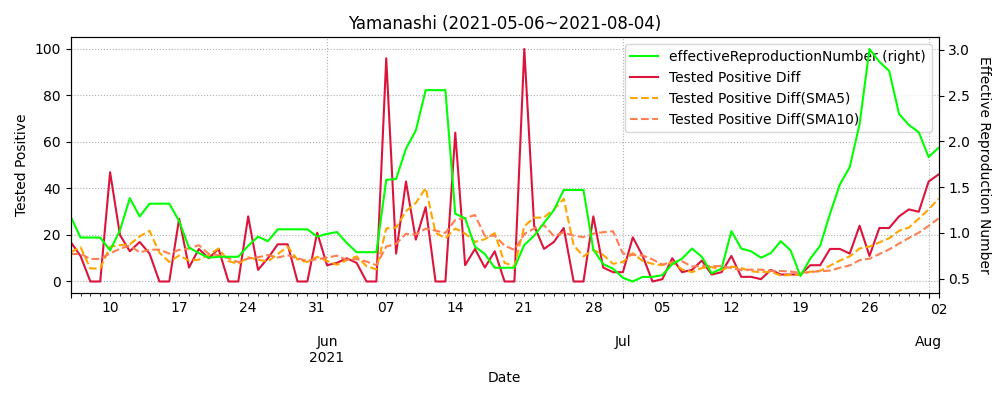 Yamanashi (2021-05-06~2021-08-04)
effectiveReproductionNumber (right)
Tested Positive Diff
Tested Positive Diff(SMA5)
Tested Positive Diff(SMA10)
Tested Positive
100
80
60
40
20
0
Effective Reproduction Number
3.0
2.5
2.0
1.5
1.0
0.5
10 17 24 31 07 14 21 28 05 12 19 26 02
Jun Jul Aug
2021
Date